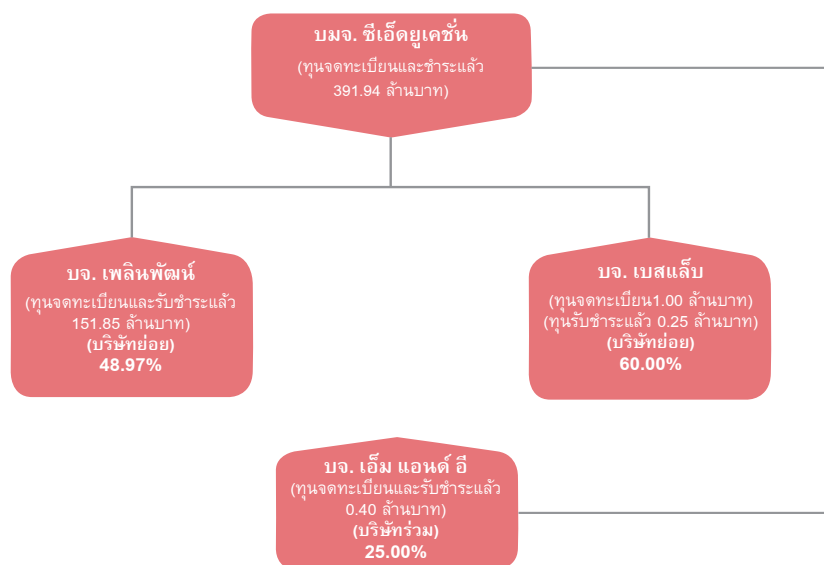 บมจ. ซีเอ็ดยูเคชั่น
(ทุนจดทะเบียนและชำระแล้ว
391.94 ล้านบาท)
บจ. เพลินพัฒน์
(ทุนจดทะเบียนและรับชำระแล้ว
151.85 ล้านบาท)
(บริษัทย่อย)
48.97%
บจ. เบสแล็บ
(ทุนจดทะเบียน1.00 ล้านบาท)
(ทุนรับชำระแล้ว 0.25 ล้านบาท)
(บริษัทย่อย)
60.00%
บจ. เอ็ม แอนด์ อี
(ทุนจดทะเบียนและรับชำระแล้ว
0.40 ล้านบาท)
(บริษัทร่วม)
25.00%